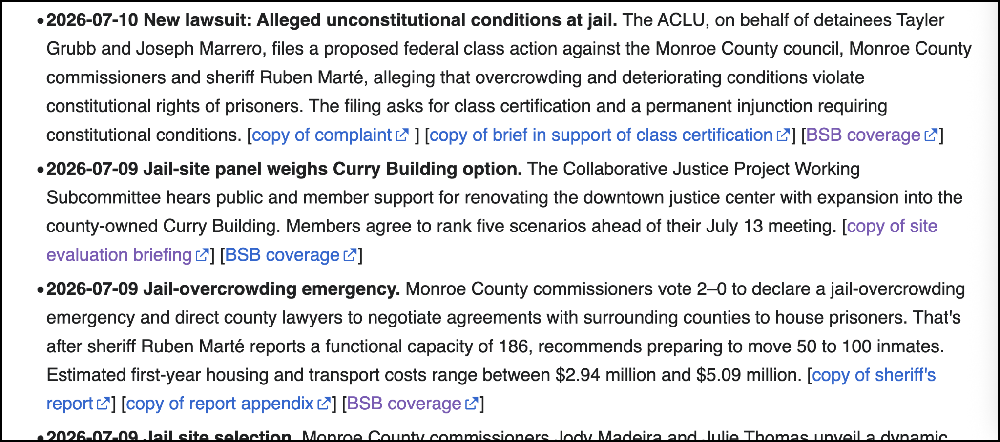 •2026-07-10 New lawsuit: Alleged unconstitutional conditions at jail. The ACLU, on behalf of detainees Tayler
Grubb and Joseph Marrero, files a proposed federal class action against the Monroe County council, Monroe County
commissioners and sheriff Ruben Marté, alleging that overcrowding and deteriorating conditions violate
constitutional rights of prisoners. The filing asks for class certification and a permanent injunction requiring
constitutional conditions. [copy of complaint ] [copy of brief in support of class certification] [BSB coverage]
•2026-07-09 Jail-site panel weighs Curry Building option. The Collaborative Justice Project Working
Subcommittee hears public and member support for renovating the downtown justice center with expansion into the
county-owned Curry Building. Members agree to rank five scenarios ahead of their July 13 meeting. [copy of site
evaluation briefing] [BSB coverage]
•2026-07-09 Jail-overcrowding emergency. Monroe County commissioners vote 2–0 to declare a jail-overcrowding
emergency and direct county lawyers to negotiate agreements with surrounding counties to house prisoners. That's
after sheriff Ruben Marté reports a functional capacity of 186, recommends preparing to move 50 to 100 inmates.
Estimated first-year housing and transport costs range between $2.94 million and $5.09 million. [copy of sheriff's
report] [copy of report appendix] [BSB coverage]
•2026-07-09 Jail site selection. Monroe County commissioners Jody Madeira and Julie Thomas unveil a dynamic